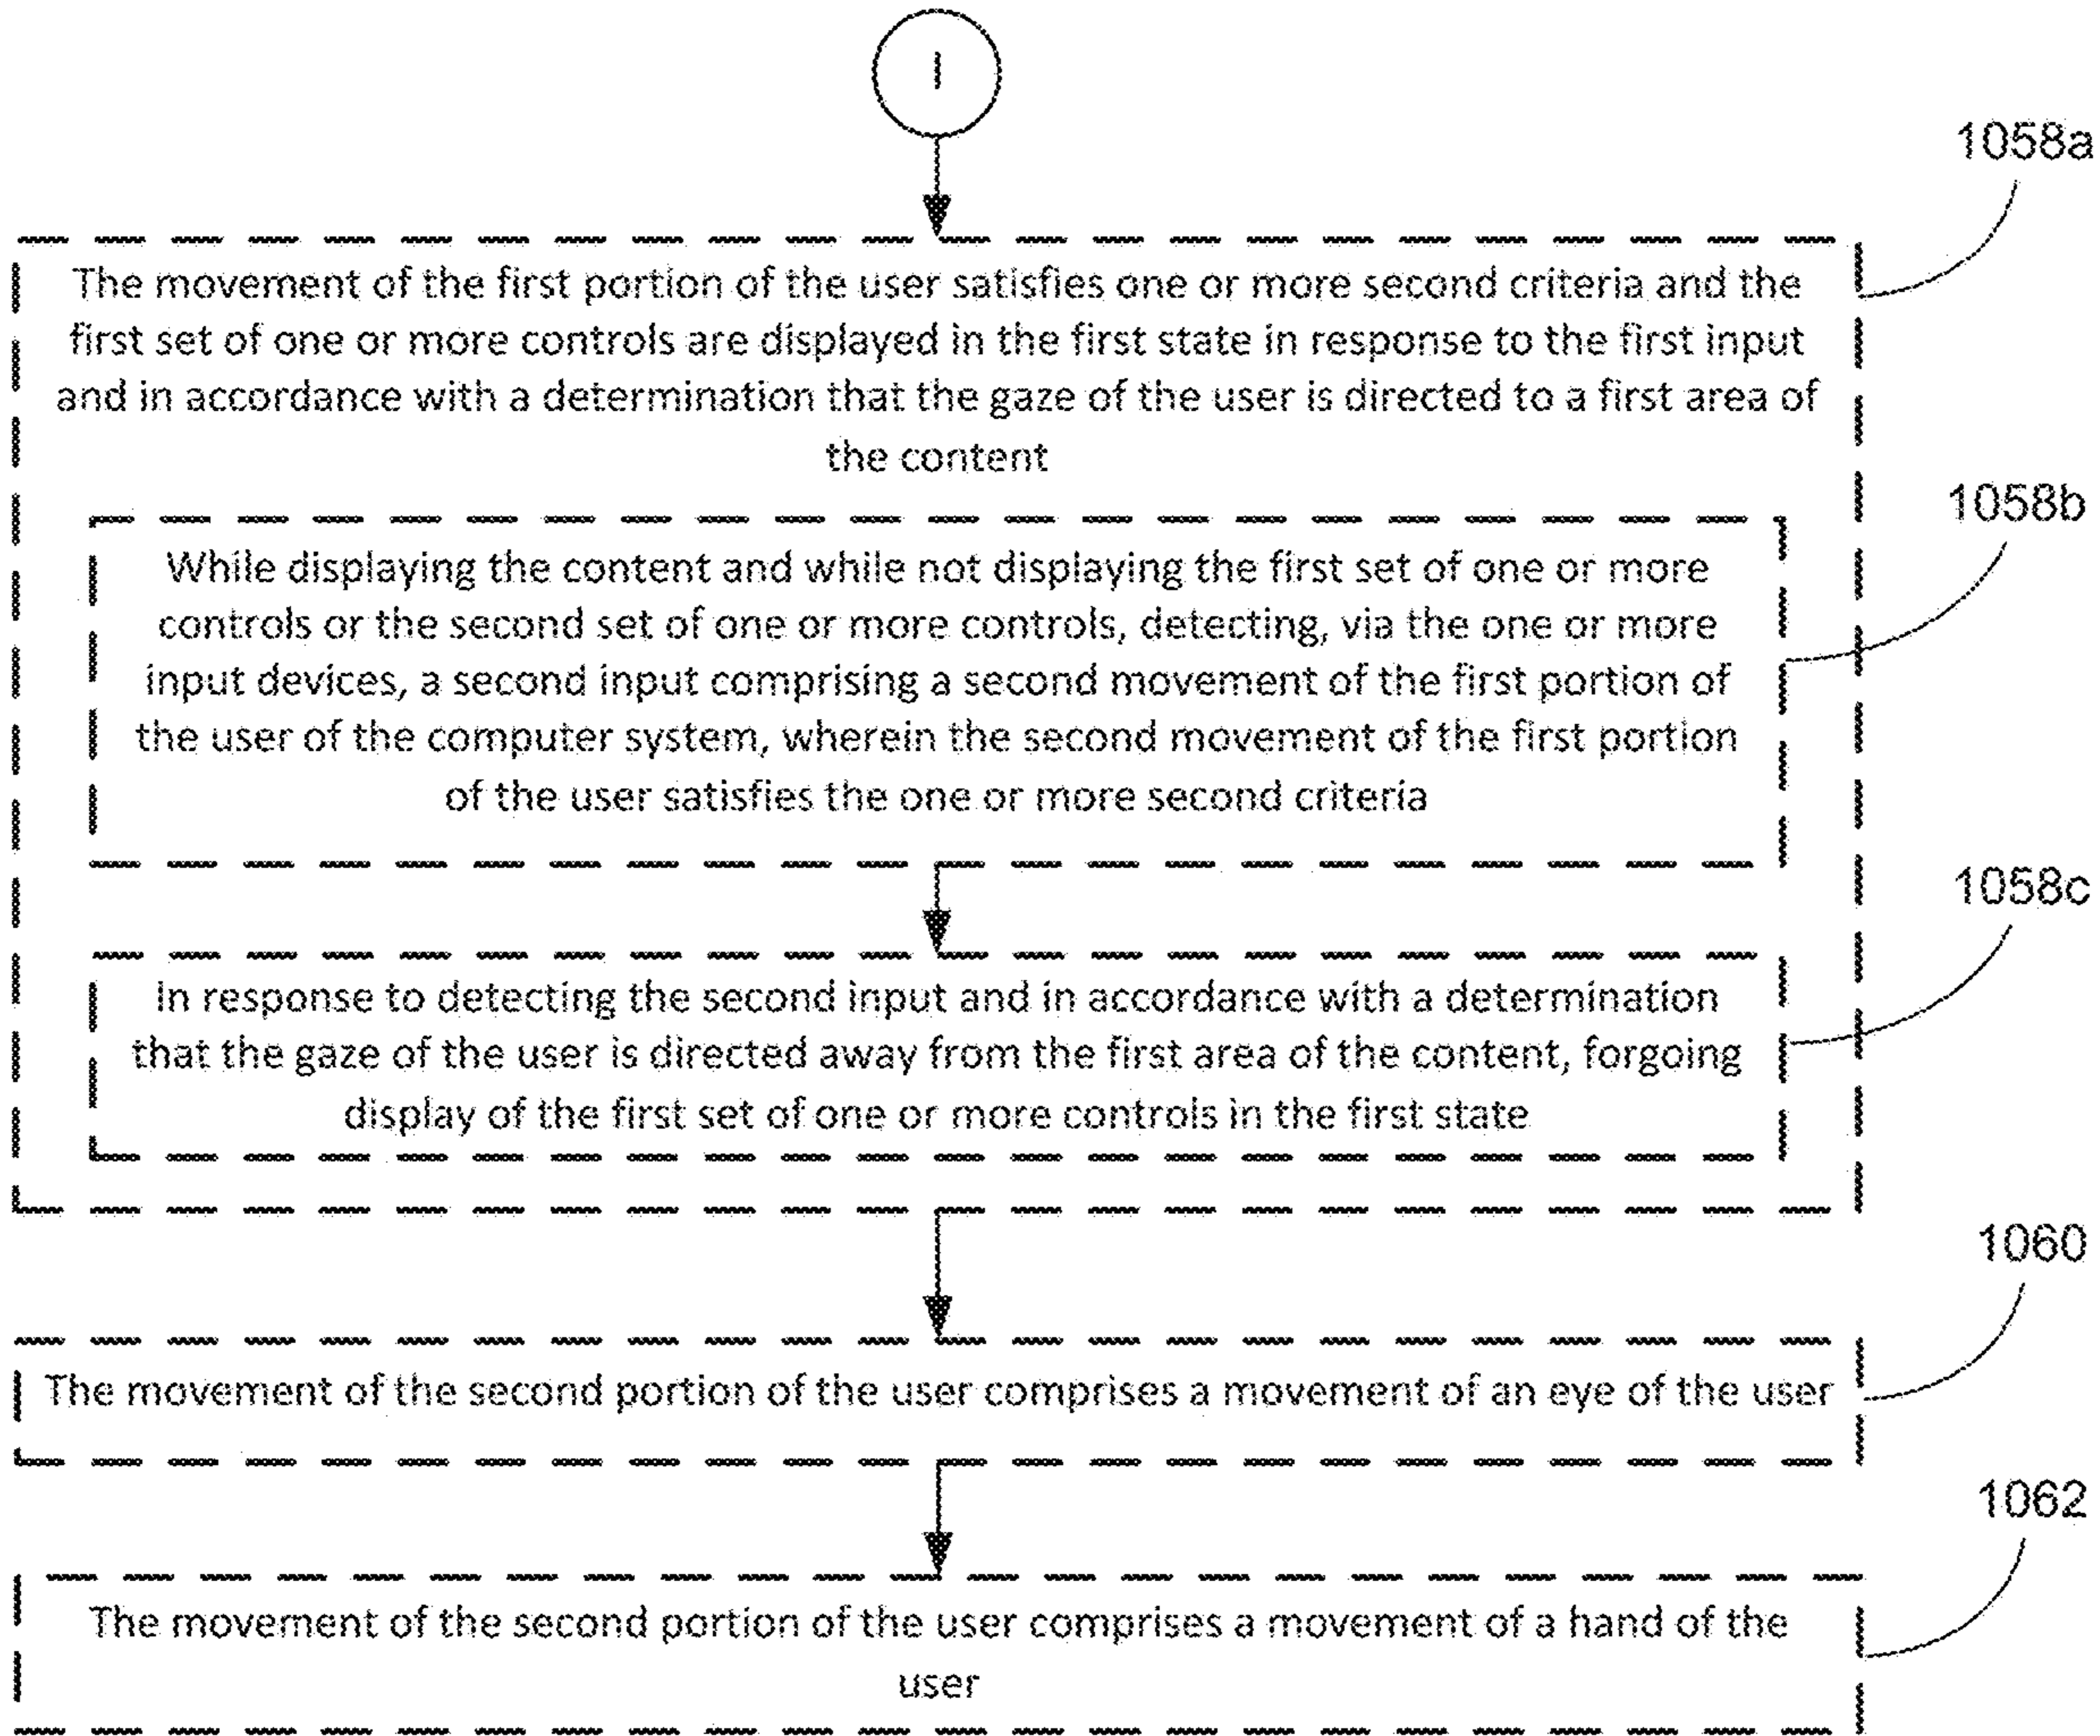 I
1058a
The movement of the first portion of the user satisfies one or more second criteria and the
first set of one or more controls are displayed in the first state in response to the first input
and in accordance with a determination that the gaze of the user is directed to a first area of
the content
1058b
While displaying the content and while not displaying the first set of one or more
controls or the second set of one or more controls, detecting, via the one or more
input devices, a second input comprising a second movement of the first portion of
the user of the computer system, wherein the second movement of the first portion
of the user satisfies the one or more second criteria
1058c
In response to detecting the second input and in accordance with a determination
that the gaze of the user is directed away from the first area of the content, forgoing
display of the first set of one or more controls in the first state
1060
The movement of the second portion of the user comprises a movement of an eye of the user
1062
The movement of the second portion of the user comprises a movement of a hand of the
user